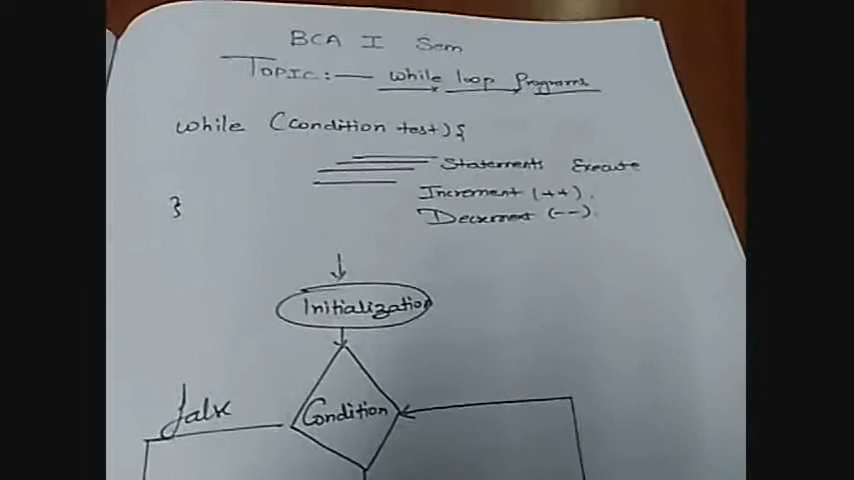 BCA I Sem
TOPIC:— while loop Programs
while (condition test) {
Statements Execute
Increment (++).
Decrement (--).
}
Initialization
Condition
false